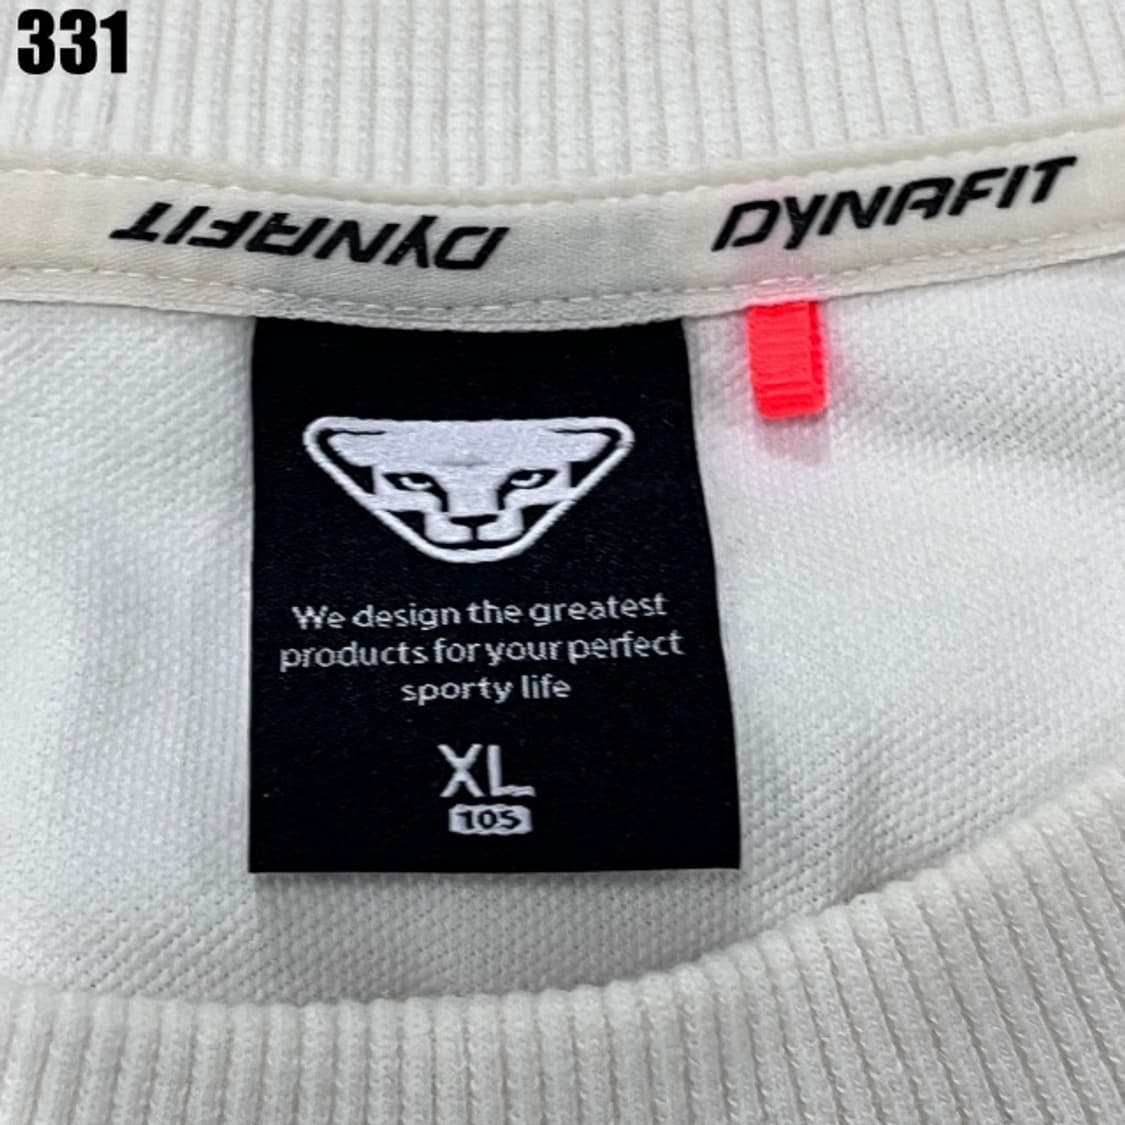 331
DYNAFIT
DYNAFIT
We design the greatest
products for your perfect
sporty life
XL
105